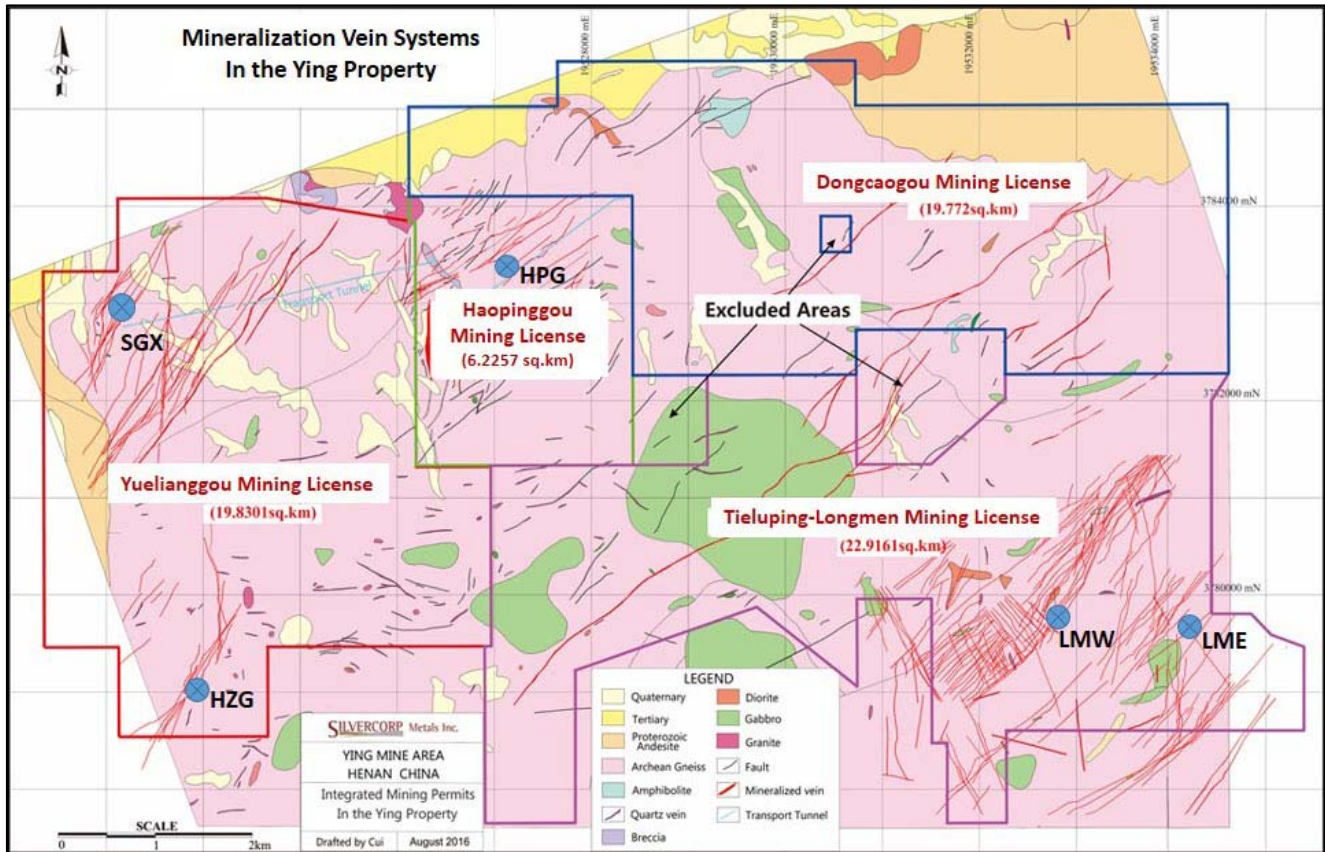 Mineralization Vein Systems
In the Ying Property
N
19528000 mE
19530000 mE
19532000 mE
19534000 mE
Dongcaogou Mining License
(19.772sq.km)
3784000 mN
HPG
Transport Tunnel
Haopinggou
Mining License
(6.2257 sq.km)
Excluded Areas
SGX
3782000 mN
Yuelianggou Mining License
(19.8301sq.km)
Tieluping-Longmen Mining License
(22.9161sq.km)
3780000 mN
LMW
LME
HZG
SILVERCORP Metals Inc.
YING MINE AREA
HENAN CHINA
Integrated Mining Permits
In the Ying Property
Drafted by Cui August 2016
LEGEND
Quaternary
Tertiary
Proterozoic
Andesite
Archean Gneiss
Amphibolite
Quartz vein
Breccia
Diorite
Gabbro
Granite
Fault
Mineralized vein
Transport Tunnel
SCALE
0 1 2km